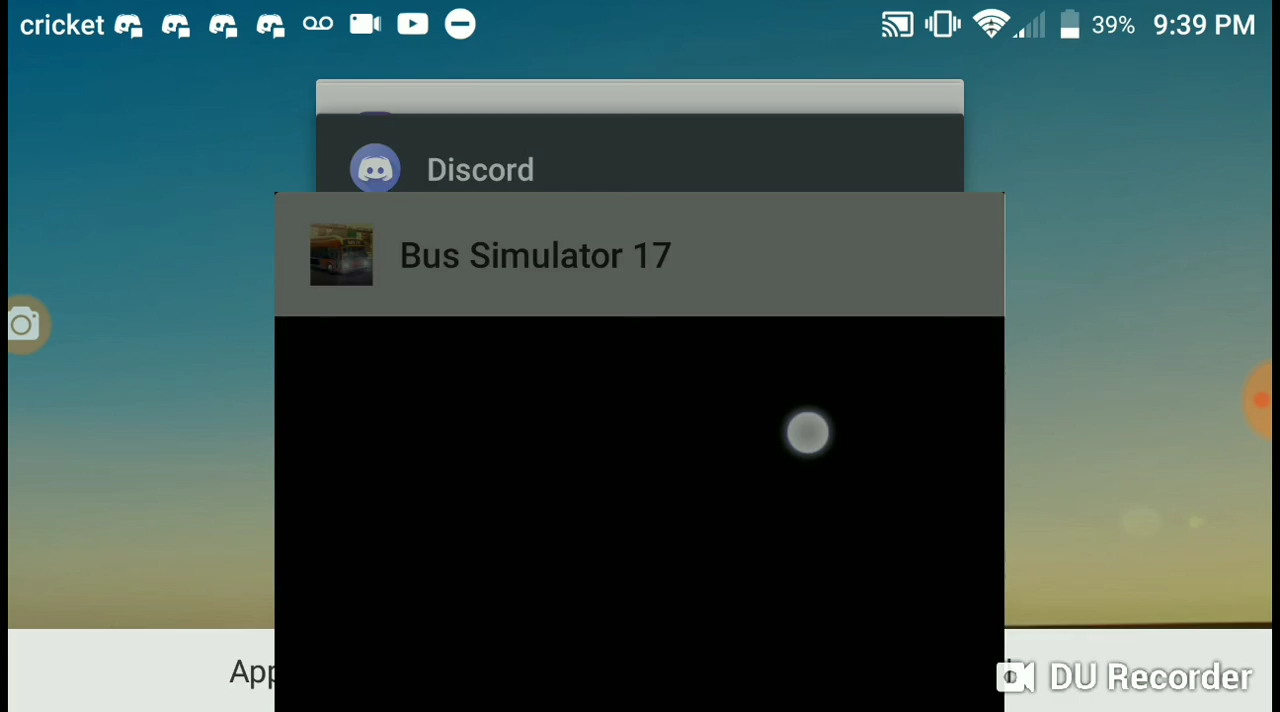 cricket 39% 9:39 PM
Discord
Bus Simulator 17
App
DU Recorder